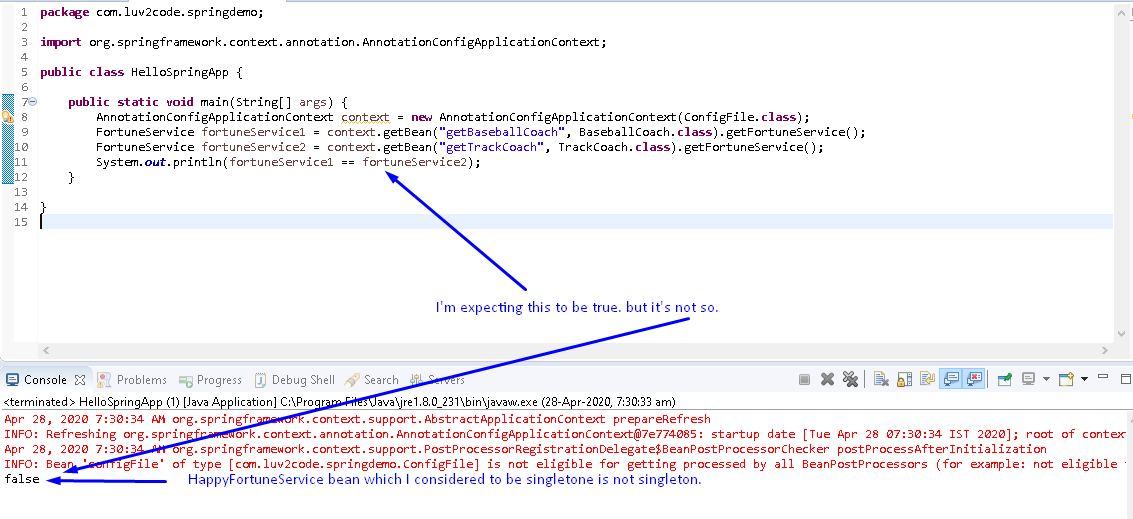 1 package com.luv2code.springdemo;
2
3 import org.springframework.context.annotation.AnnotationConfigApplicationContext;
4
5 public class HelloSpringApp {
6
7 public static void main(String[] args) {
8 AnnotationConfigApplicationContext context = new AnnotationConfigApplicationContext(ConfigFile.class);
9 FortuneService fortuneService1 = context.getBean("getBaseballCoach", BaseballCoach.class).getFortuneService();
10 FortuneService fortuneService2 = context.getBean("getTrackCoach", TrackCoach.class).getFortuneService();
11 System.out.println(fortuneService1 == fortuneService2);
12 }
13
14 }
15
I'm expecting this to be true. but it's not so.
Console Problems Progress Debug Shell Search Servers
<terminated> HelloSpringApp (1) [Java Application] C:\Program Files\Java\jre1.8.0_231\bin\javaw.exe (28-Apr-2020, 7:30:33 am)
Apr 28, 2020 7:30:34 AM org.springframework.context.support.AbstractApplicationContext prepareRefresh
INFO: Refreshing org.springframework.context.annotation.AnnotationConfigApplicationContext@7e774085: startup date [Tue Apr 28 07:30:34 IST 2020]; root of contex
Apr 28, 2020 7:30:34 AM org.springframework.context.support.PostProcessorRegistrationDelegate$BeanPostProcessorChecker postProcessAfterInitialization
INFO: Bean 'configFile' of type [com.luv2code.springdemo.ConfigFile] is not eligible for getting processed by all BeanPostProcessors (for example: not eligible
false
HappyFortuneService bean which I considered to be singletone is not singleton.